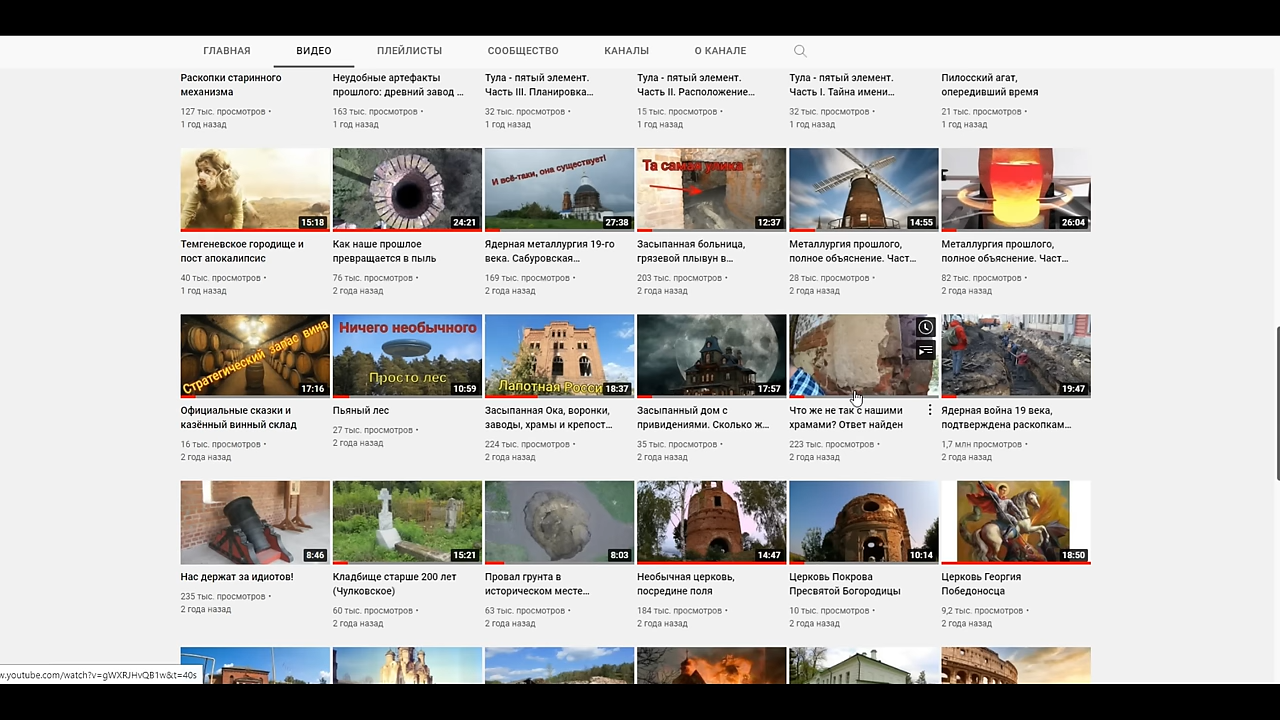 ГЛАВНАЯ ВИДЕО ПЛЕЙЛИСТЫ СООБЩЕСТВО КАНАЛЫ О КАНАЛЕ
Раскопки старинного
механизма
127 тыс. просмотров •
1 год назад
Неудобные артефакты
прошлого: древний завод ...
163 тыс. просмотров •
1 год назад
Тула - пятый элемент.
Часть III. Планировка...
32 тыс. просмотров •
1 год назад
Тула - пятый элемент.
Часть II. Расположение...
15 тыс. просмотров •
1 год назад
Тула - пятый элемент.
Часть I. Тайна имени...
32 тыс. просмотров •
1 год назад
Пилосский агат,
опередивший время
21 тыс. просмотров •
1 год назад
15:18
Темгеневское городище и
пост апокалипсис
40 тыс. просмотров •
1 год назад
24:21
Как наше прошлое
превращается в пыль
76 тыс. просмотров •
2 года назад
И всё-таки, она существует!
27:38
Ядерная металлургия 19-го
века. Сабуровская...
169 тыс. просмотров •
2 года назад
Та самая улика
12:37
Засыпанная больница,
грязевой плывун в...
203 тыс. просмотров •
2 года назад
14:55
Металлургия прошлого,
полное объяснение. Част...
28 тыс. просмотров •
2 года назад
26:04
Металлургия прошлого,
полное объяснение. Част...
82 тыс. просмотров •
2 года назад
Стратегический запас вина
17:16
Официальные сказки и
казённый винный склад
16 тыс. просмотров •
2 года назад
Ничего необычного
Просто лес
10:59
Пьяный лес
27 тыс. просмотров •
2 года назад
Лапотная Росси
18:37
Засыпанная Ока, воронки,
заводы, храмы и крепост...
224 тыс. просмотров •
2 года назад
17:57
Засыпанный дом с
привидениями. Сколько ж...
35 тыс. просмотров •
2 года назад
Что же не так с нашими
храмами? Ответ найден
223 тыс. просмотров •
2 года назад
19:47
Ядерная война 19 века,
подтверждена раскопкам...
1,7 млн просмотров •
2 года назад
8:46
Нас держат за идиотов!
235 тыс. просмотров •
2 года назад
15:21
Кладбище старше 200 лет
(Чулковское)
60 тыс. просмотров •
2 года назад
8:03
Провал грунта в
историческом месте...
63 тыс. просмотров •
2 года назад
14:47
Необычная церковь,
посредине поля
184 тыс. просмотров •
2 года назад
10:14
Церковь Покрова
Пресвятой Богородицы
10 тыс. просмотров •
2 года назад
18:50
Церковь Георгия
Победоносца
9,2 тыс. просмотров •
2 года назад
w.youtube.com/watch?v=gWXRJHvQB1w&t=40s